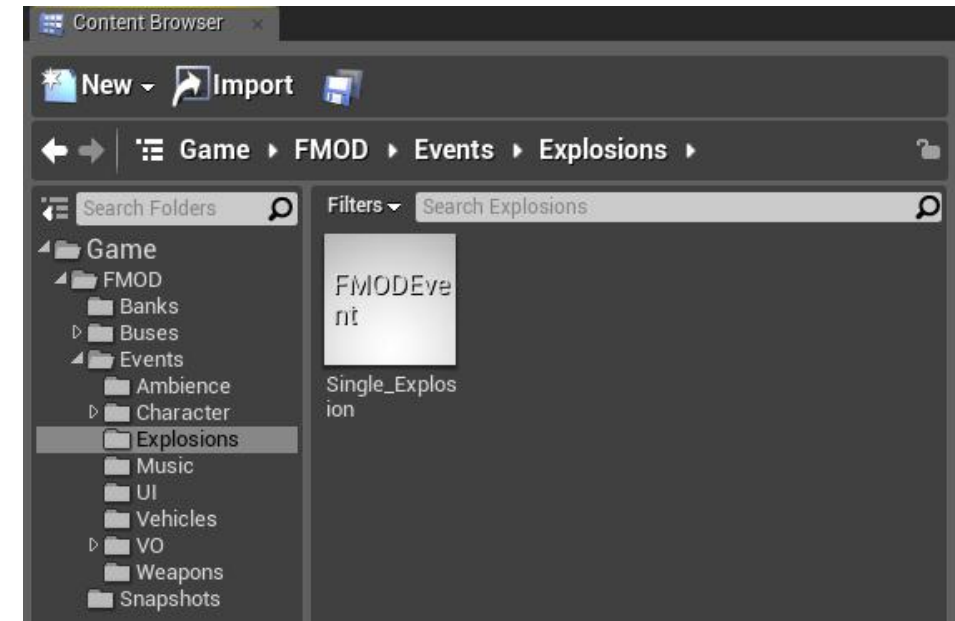 Content Browser
New Import
Game FMOD Events Explosions
Search Folders
Filters Search Explosions
Game
FMOD
Banks
Buses
Events
Ambience
Character
Explosions
Music
UI
Vehicles
VO
Weapons
Snapshots
FMODEve
nt
Single_Explos
ion